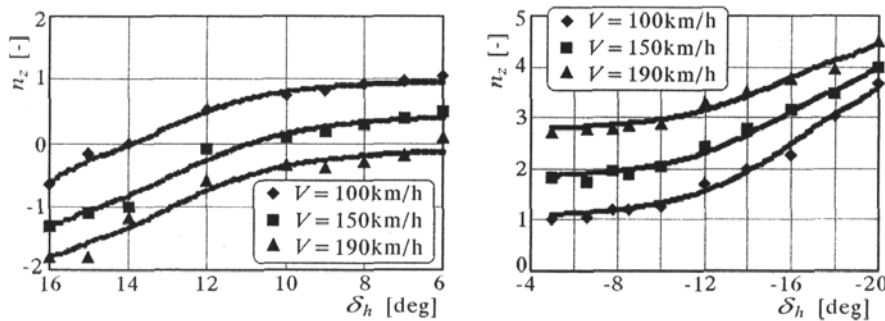 n_z [-]
2
1
0
-1
-2
16
14
12
10
8
6
δ_h [deg]
V = 100km/h
V = 150km/h
V = 190km/h
n_z [-]
5
4
3
2
1
0
-4
-8
-12
-16
-20
δ_h [deg]
V = 100km/h
V = 150km/h
V = 190km/h